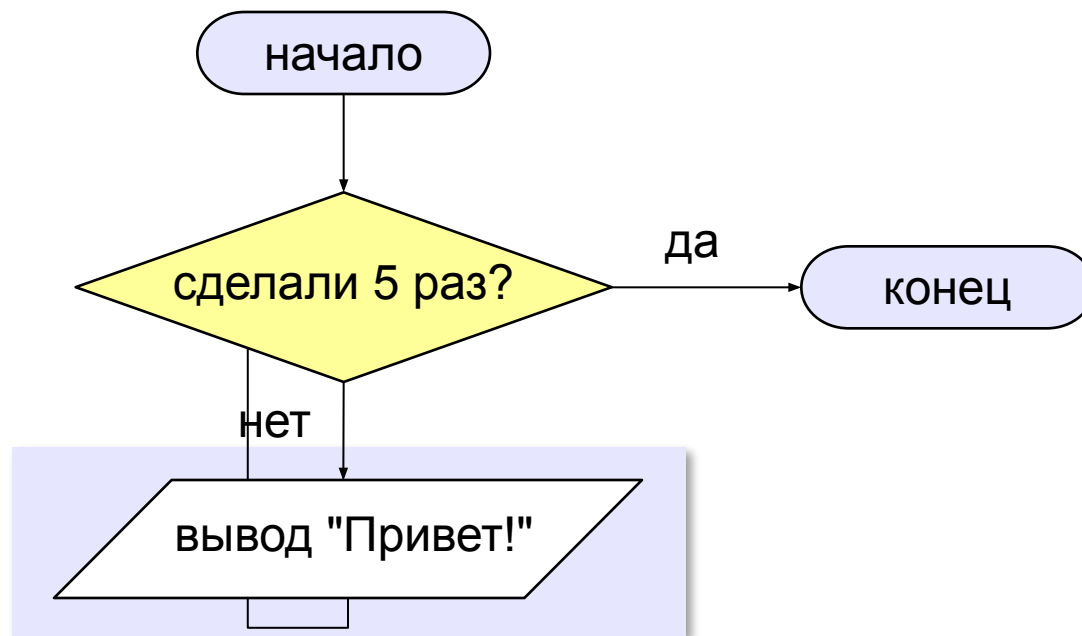 начало
сделали 5 раз?
да
конец
нет
вывод "Привет!"